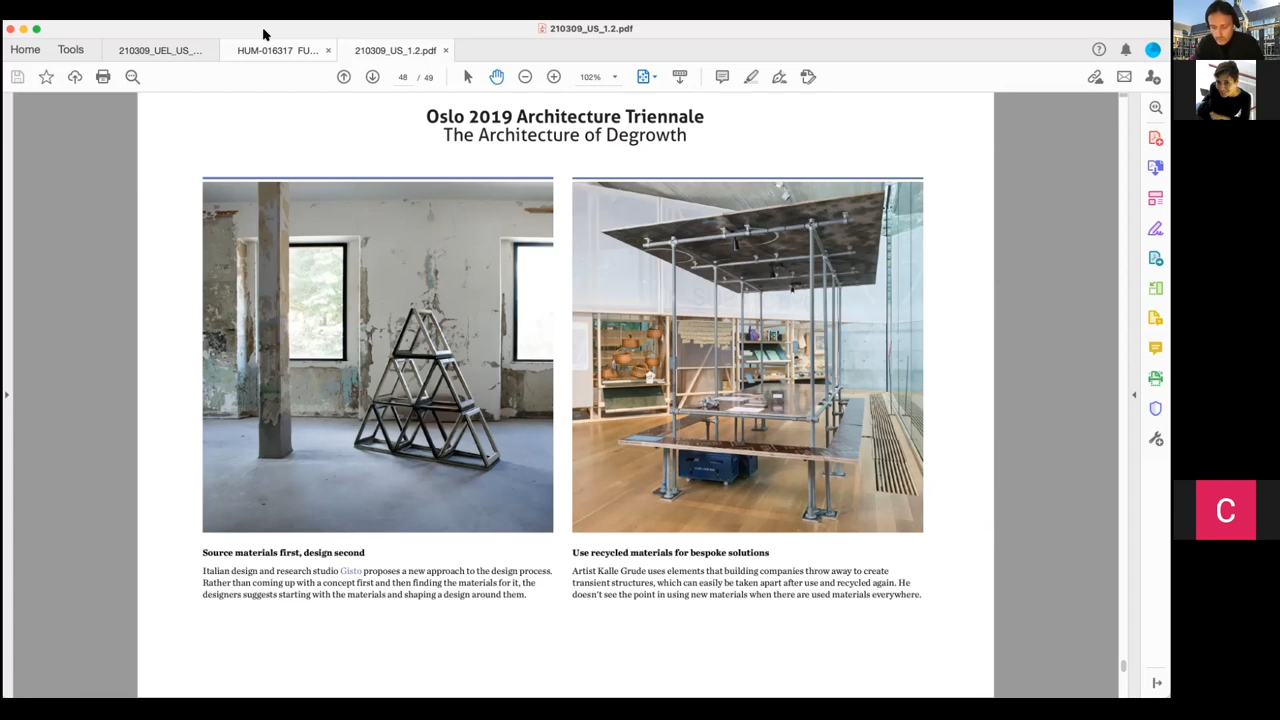 210309_US_1.2.pdf
Home
Tools
210309_UEL_US_...
HUM-016317 FU... ×
210309_US_1.2.pdf ×
48 / 49
102%
Oslo 2019 Architecture Triennale
The Architecture of Degrowth
Source materials first, design second
Italian design and research studio Gisto proposes a new approach to the design process.
Rather than coming up with a concept first and then finding the materials for it, the
designers suggests starting with the materials and shaping a design around them.
Use recycled materials for bespoke solutions
Artist Kalle Grude uses elements that building companies throw away to create
transient structures, which can easily be taken apart after use and recycled again. He
doesn't see the point in using new materials when there are used materials everywhere.
C